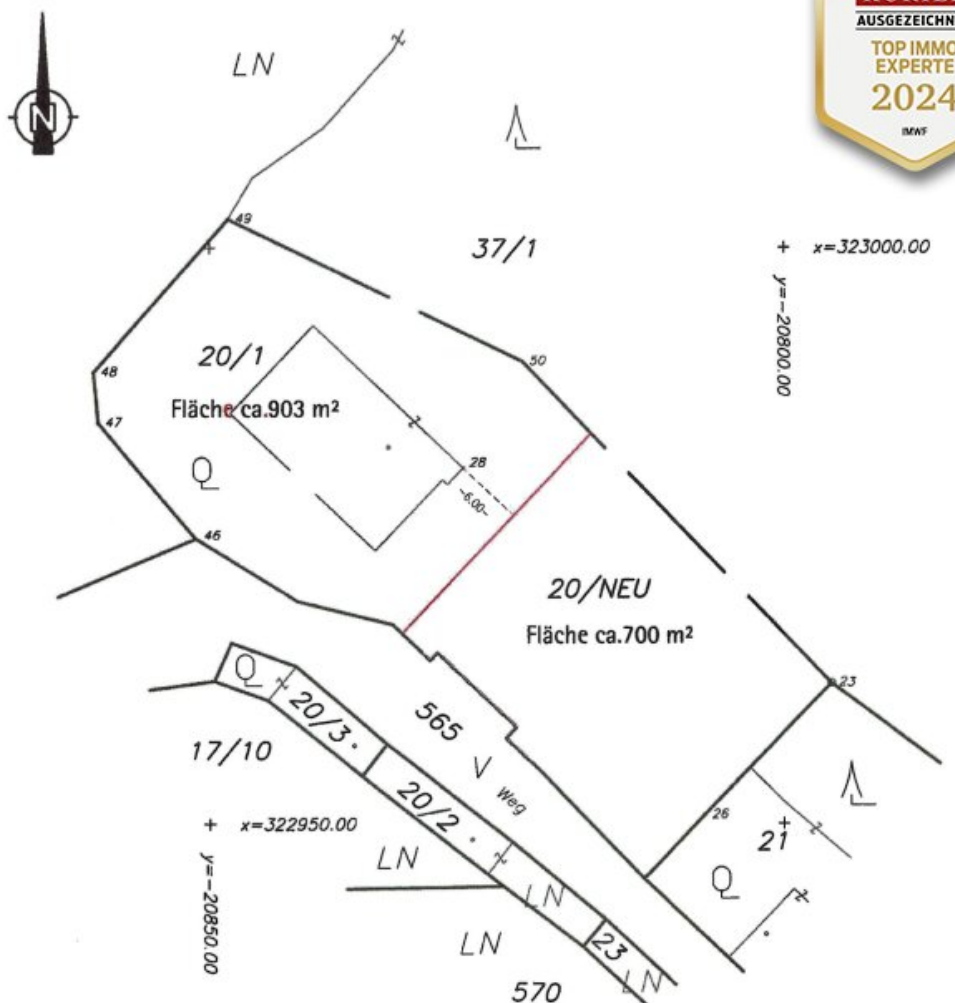 AUSGEZEICHN
TOP IMMO
EXPERTE
2024
IMWF
N
LN
49
37/1
+ x=323000.00
y=-20800.00
20/1
50
48
Fläche ca.903 m²
47
28
-6.00-
46
20/NEU
Fläche ca.700 m²
23
565
20/3
17/10
V
Weg
26
21
20/2
+ x=322950.00
y=-20850.00
LN
LN
LN
23
LN
570